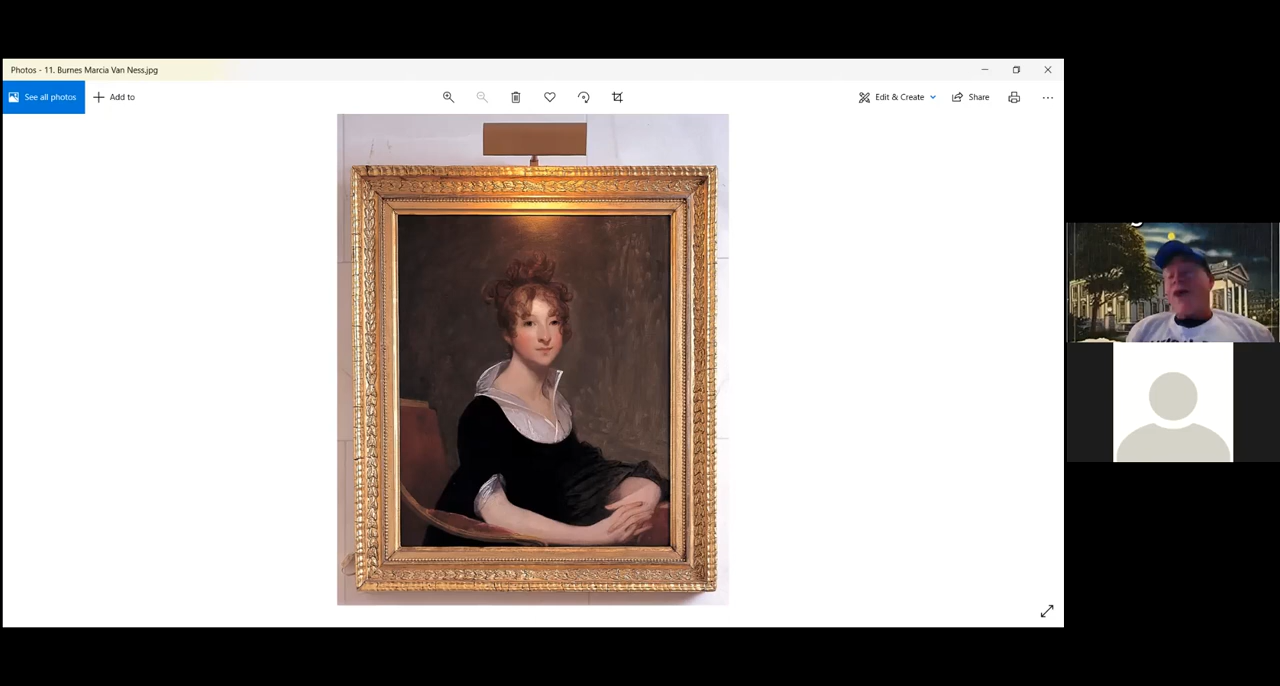 Photos - 11. Burnes Marcia Van Ness.jpg
See all photos
Add to
Edit & Create
Share